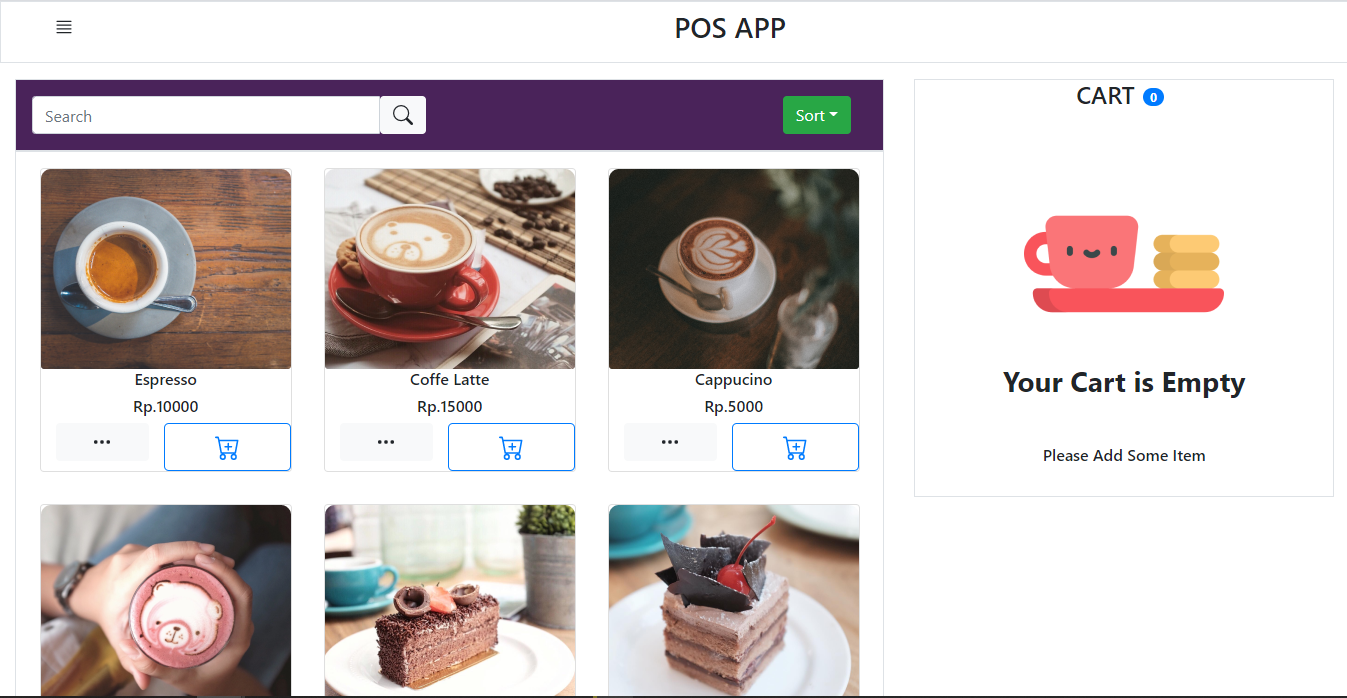 POS APP
Search
Sort
CART 0
Espresso
Rp.10000
Coffe Latte
Rp.15000
Cappucino
Rp.5000
Your Cart is Empty
Please Add Some Item